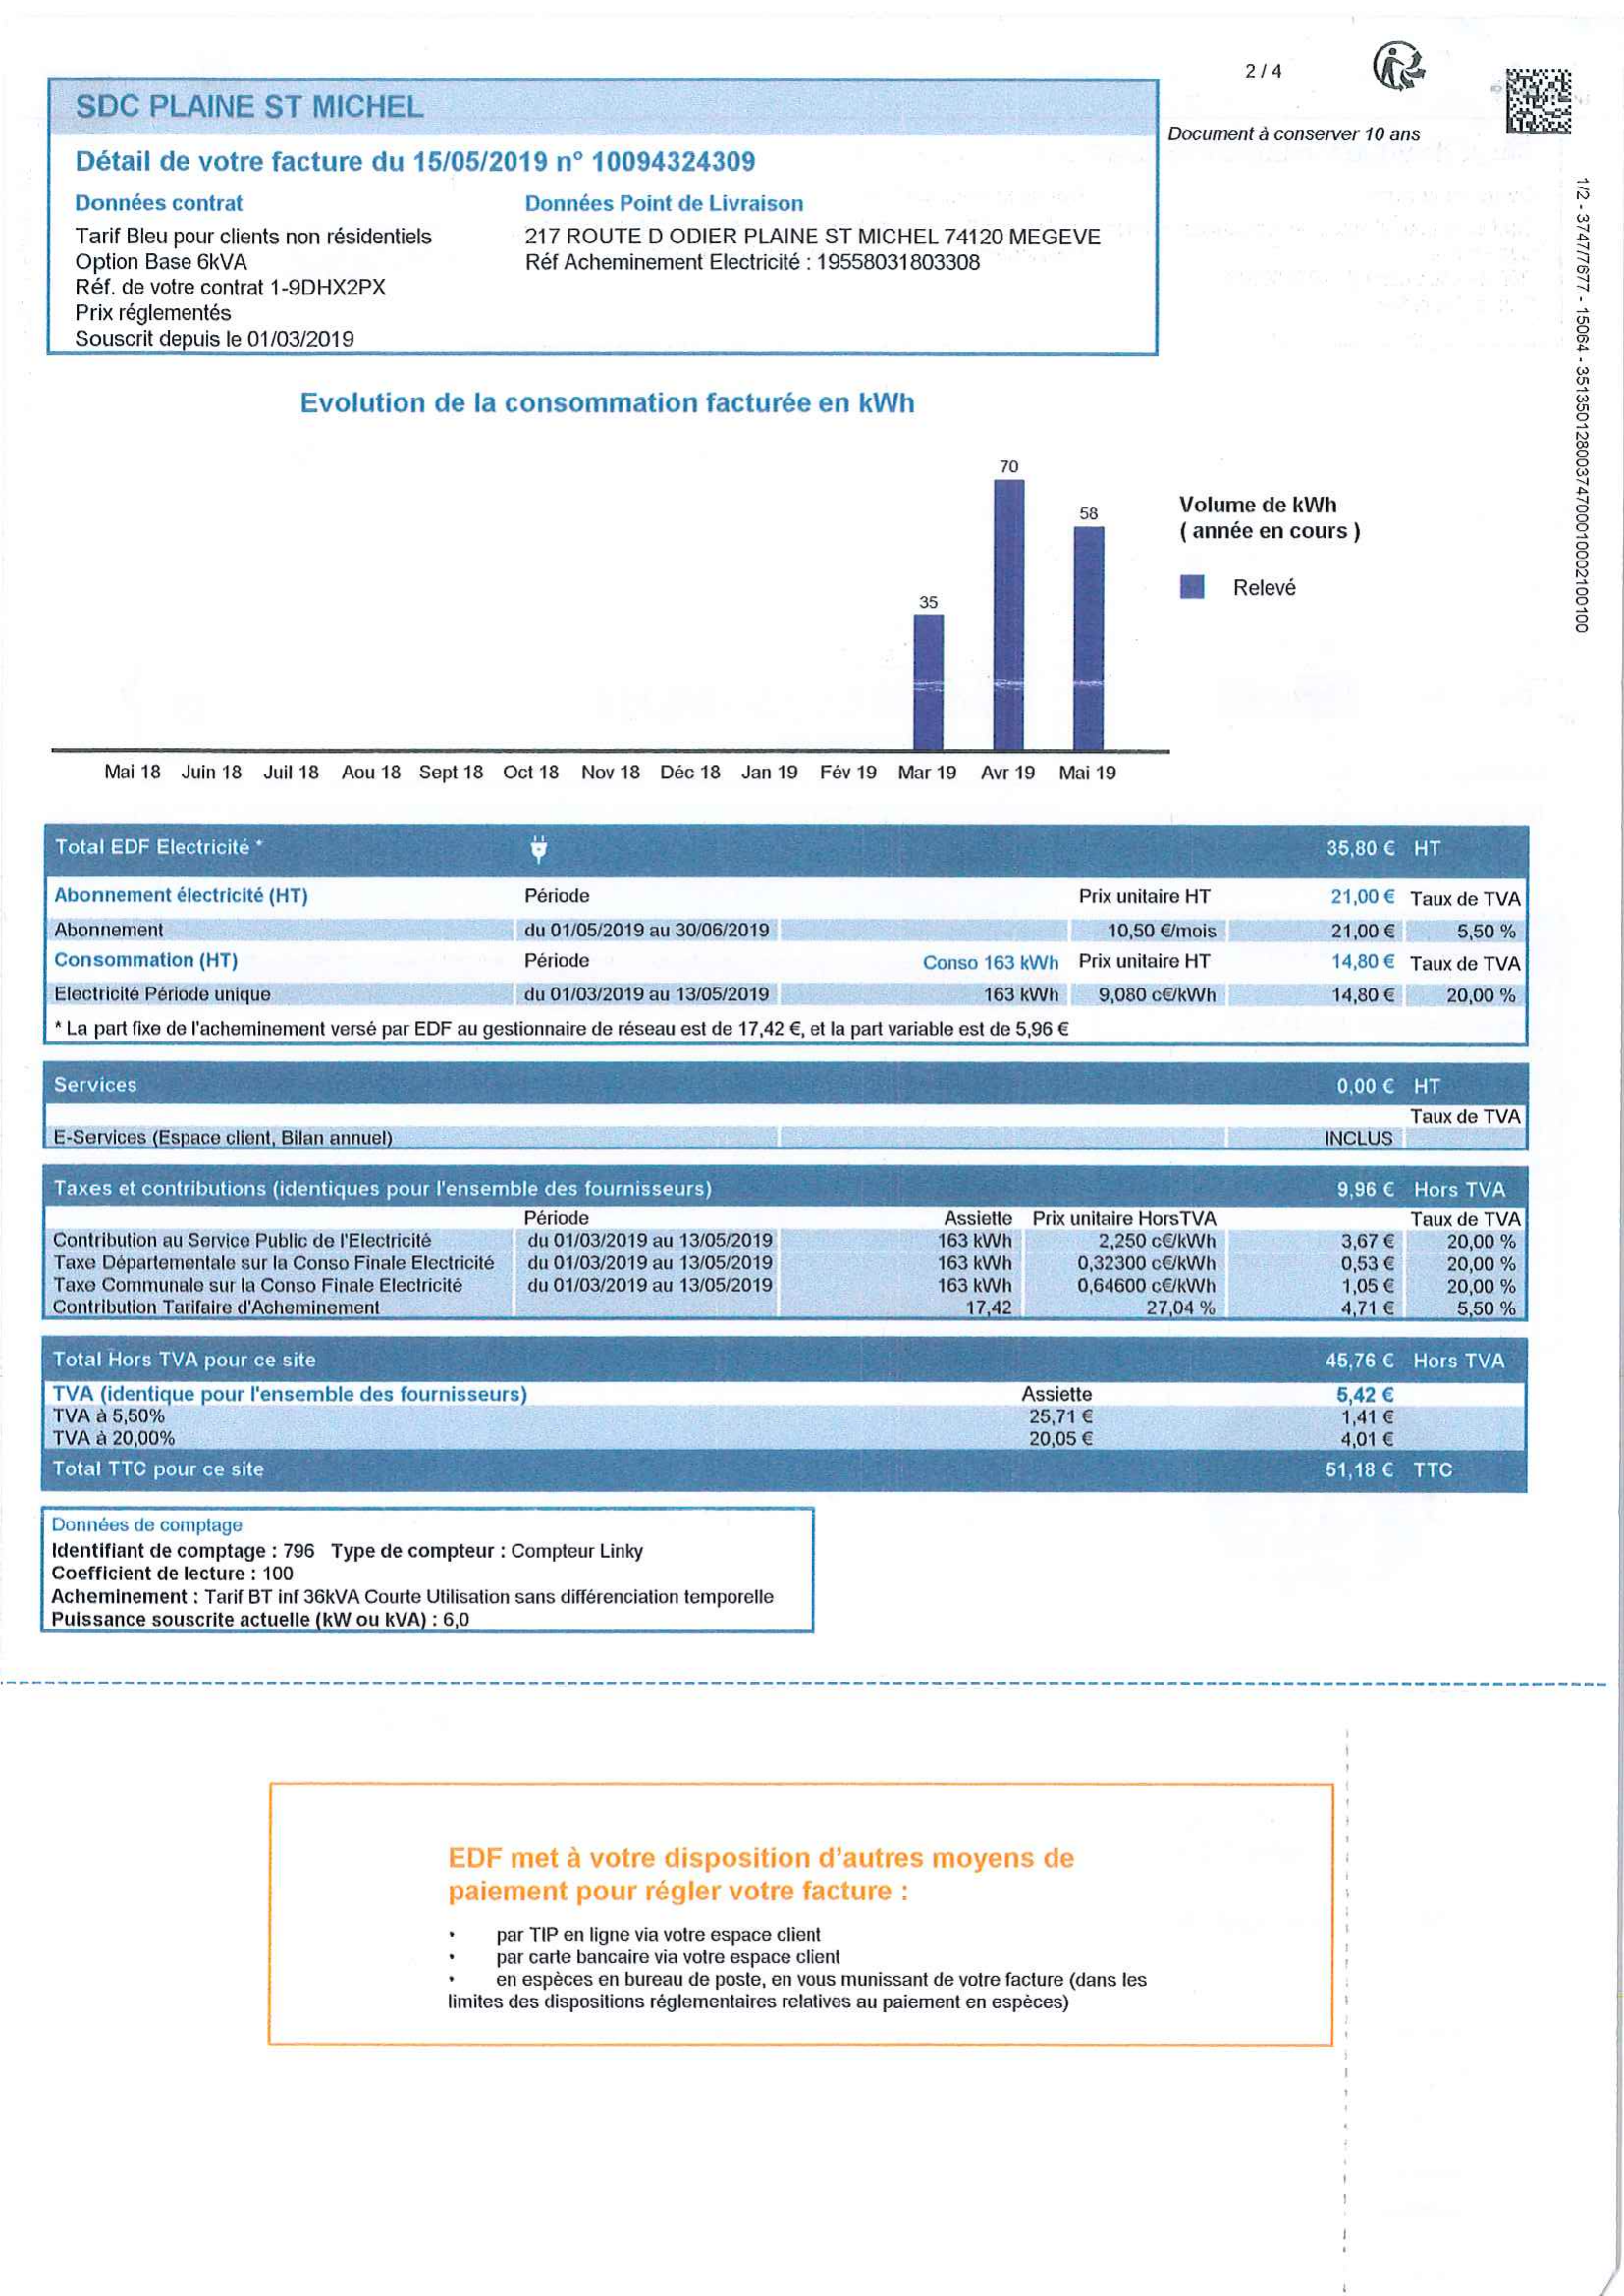 2 / 4
SDC PLAINE ST MICHEL
Document à conserver 10 ans
Détail de votre facture du 15/05/2019 n° 10094324309
Données contrat Données Point de Livraison
Tarif Bleu pour clients non résidentiels 217 ROUTE D ODIER PLAINE ST MICHEL 74120 MEGEVE
Option Base 6kVA Réf Acheminement Electricité : 19558031803308
Réf. de votre contrat 1-9DHX2PX
Prix réglementés
Souscrit depuis le 01/03/2019
1/2 - 37477677 - 15064 - 35135012800374700010002100100
Evolution de la consommation facturée en kWh
70
58
35
Volume de kWh
( année en cours )
Relevé
Mai 18 Juin 18 Juil 18 Aou 18 Sept 18 Oct 18 Nov 18 Déc 18 Jan 19 Fév 19 Mar 19 Avr 19 Mai 19
Total EDF Electricité * 35,80 € HT
Abonnement électricité (HT) Période Prix unitaire HT 21,00 € Taux de TVA
Abonnement du 01/05/2019 au 30/06/2019 10,50 €/mois 21,00 € 5,50 %
Consommation (HT) Période Conso 163 kWh Prix unitaire HT 14,80 € Taux de TVA
Electricité Période unique du 01/03/2019 au 13/05/2019 163 kWh 9,080 c€/kWh 14,80 € 20,00 %
* La part fixe de l'acheminement versé par EDF au gestionnaire de réseau est de 17,42 €, et la part variable est de 5,96 €
Services 0,00 € HT
Taux de TVA
E-Services (Espace client, Bilan annuel) INCLUS
Taxes et contributions (identiques pour l'ensemble des fournisseurs) 9,96 € Hors TVA
Période Assiette Prix unitaire HorsTVA Taux de TVA
Contribution au Service Public de l'Electricité du 01/03/2019 au 13/05/2019 163 kWh 2,250 c€/kWh 3,67 € 20,00 %
Taxe Départementale sur la Conso Finale Electricité du 01/03/2019 au 13/05/2019 163 kWh 0,32300 c€/kWh 0,53 € 20,00 %
Taxe Communale sur la Conso Finale Electricité du 01/03/2019 au 13/05/2019 163 kWh 0,64600 c€/kWh 1,05 € 20,00 %
Contribution Tarifaire d'Acheminement 17,42 27,04 % 4,71 € 5,50 %
Total Hors TVA pour ce site 45,76 € Hors TVA
TVA (identique pour l'ensemble des fournisseurs) Assiette 5,42 €
TVA à 5,50% 25,71 € 1,41 €
TVA à 20,00% 20,05 € 4,01 €
Total TTC pour ce site 51,18 € TTC
Données de comptage
Identifiant de comptage : 796 Type de compteur : Compteur Linky
Coefficient de lecture : 100
Acheminement : Tarif BT inf 36kVA Courte Utilisation sans différenciation temporelle
Puissance souscrite actuelle (kW ou kVA) : 6,0
EDF met à votre disposition d'autres moyens de
paiement pour régler votre facture :
• par TIP en ligne via votre espace client
• par carte bancaire via votre espace client
• en espèces en bureau de poste, en vous munissant de votre facture (dans les
limites des dispositions réglementaires relatives au paiement en espèces)